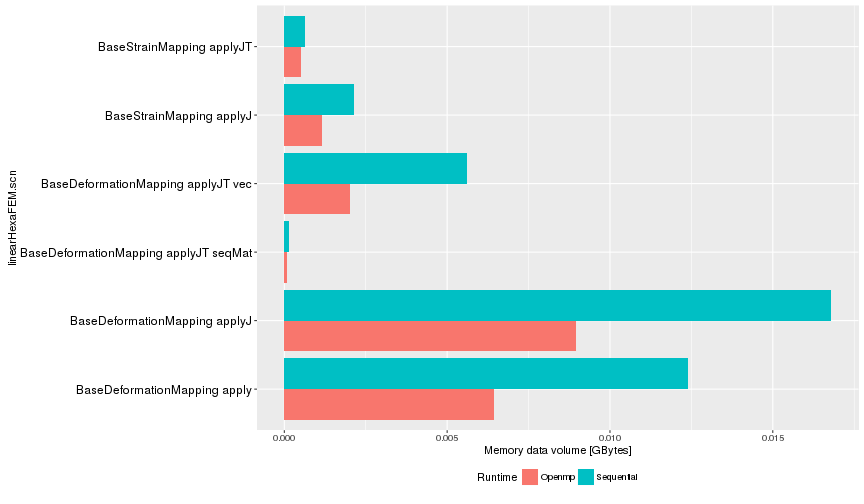 BaseStrainMapping applyJT
BaseStrainMapping applyJ
BaseDeformationMapping applyJT vec
BaseDeformationMapping applyJT seqMat
BaseDeformationMapping applyJ
BaseDeformationMapping apply
linearHexaFEM.scn
0.000 0.005 0.010 0.015
Memory data volume [GBytes]
Runtime Openmp Sequential